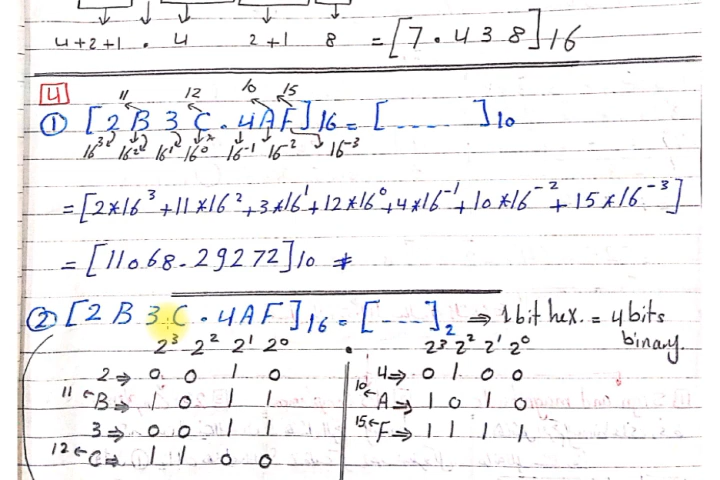 4+2+1 . 4 2+1 8 = [7.438]16
4
11 12 10 15
① [2B3C.4AF]16 = [---]10
16³ 16² 16¹ 16⁰ 16⁻¹ 16⁻² 16⁻³
= [2*16³+11*16²+3*16¹+12*16⁰+4*16⁻¹+10*16⁻²+15*16⁻³]
= [11068.29272]10 #
② [2B3C.4AF]16 = [---]2 ⇒ 1 bit hex. = 4 bits
binary.
2³ 2² 2¹ 2⁰ . 2³ 2² 2¹ 2⁰
2 ⇒ 0 0 1 0 4 ⇒ 0 1 0 0
11 ← B ⇒ 1 0 1 1 10 ← A ⇒ 1 0 1 0
3 ⇒ 0 0 1 1 15 ← F ⇒ 1 1 1 1
12 ← C ⇒ 1 1 0 0